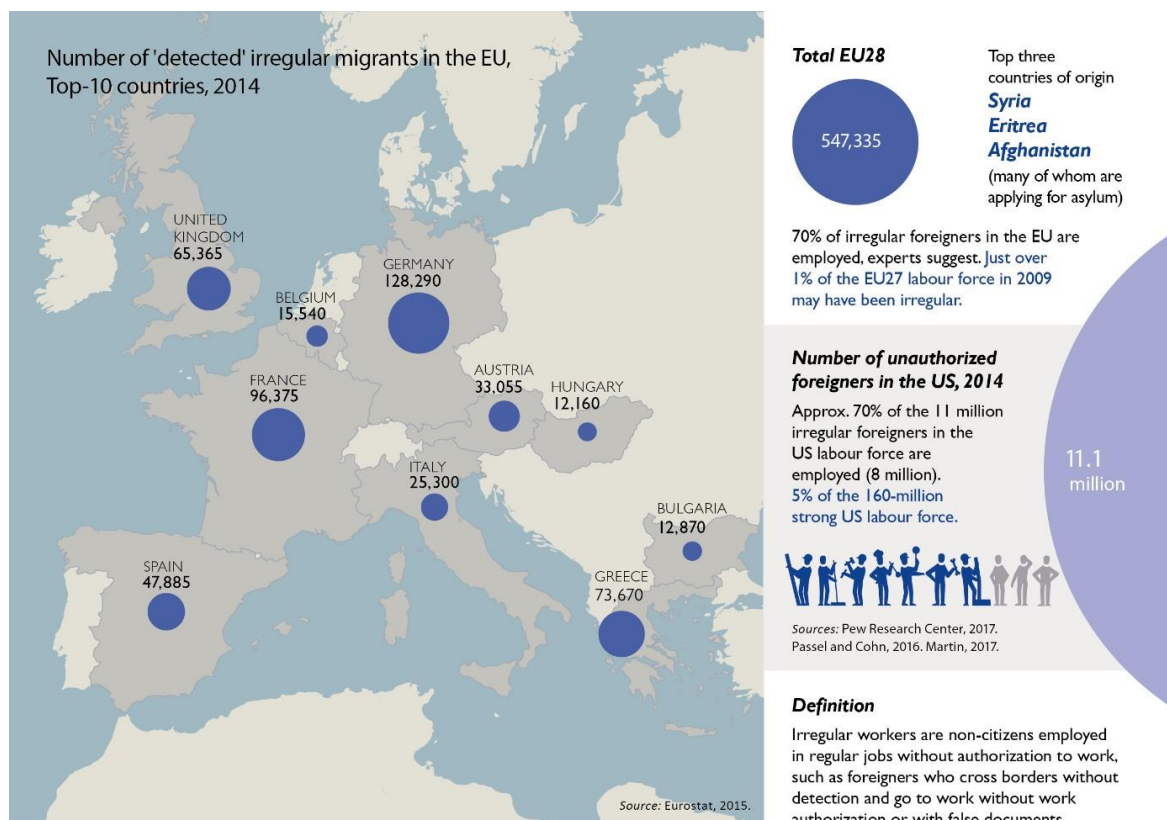 Number of 'detected' irregular migrants in the EU,
Top-10 countries, 2014
UNITED
KINGDOM
65,365
BELGIUM
15,540
GERMANY
128,290
FRANCE
96,375
AUSTRIA
33,055
HUNGARY
12,160
ITALY
25,300
BULGARIA
12,870
SPAIN
47,885
GREECE
73,670
Source: Eurostat, 2015.
Total EU28
547,335
Top three
countries of origin
Syria
Eritrea
Afghanistan
(many of whom are
applying for asylum)
70% of irregular foreigners in the EU are
employed, experts suggest. Just over
1% of the EU27 labour force in 2009
may have been irregular.
Number of unauthorized
foreigners in the US, 2014
Approx. 70% of the 11 million
irregular foreigners in the
US labour force are
employed (8 million).
5% of the 160-million
strong US labour force.
11.1
million
Sources: Pew Research Center, 2017.
Passel and Cohn, 2016. Martin, 2017.
Definition
Irregular workers are non-citizens employed
in regular jobs without authorization to work,
such as foreigners who cross borders without
detection and go to work without work
authorization or with false documents